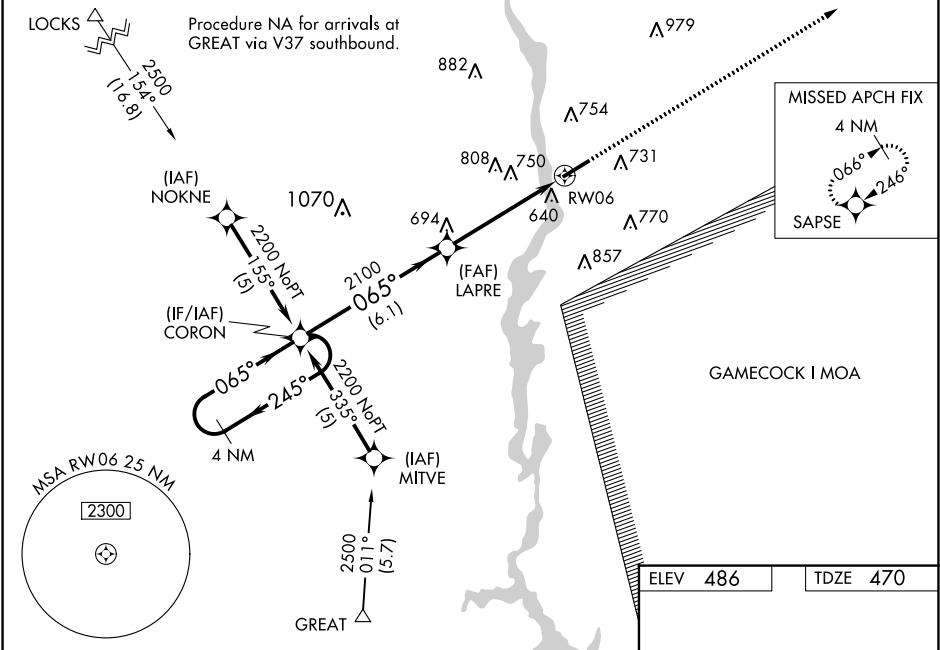 LOCKS
Procedure NA for arrivals at
GREAT via V37 southbound.
2500
154°
(16.8)
979
882
754
MISSED APCH FIX
4 NM
066°
246°
SAPSE
808
750
731
RW06
640
(IAF)
NOKNE
1070
694
770
857
2200 NoPT
155°
(5)
2100
065°
(6.1)
(FAF)
LAPRE
(IF/IAF)
CORON
065°
245°
4 NM
2200 NoPT
335°
(5)
(IAF)
MITVE
GAMECOCK I MOA
MSA RW06 25 NM
2300
2500
011°
(5.7)
GREAT
ELEV 486
TDZE 470